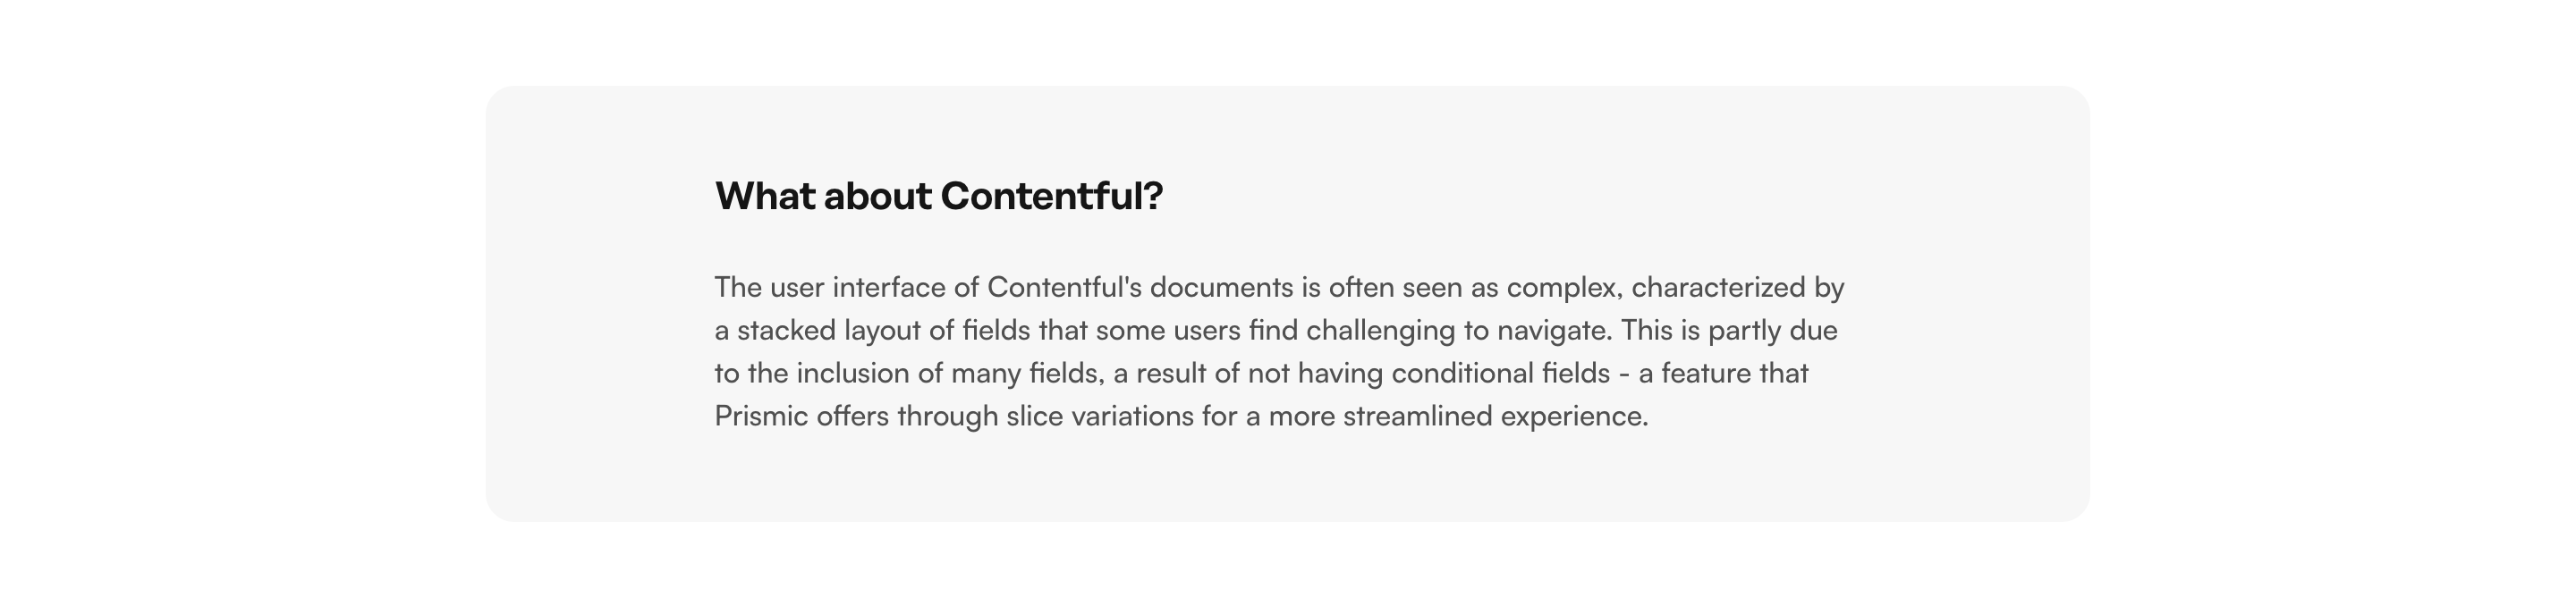 What about Contentful?
The user interface of Contentful's documents is often seen as complex, characterized by
a stacked layout of fields that some users find challenging to navigate. This is partly due
to the inclusion of many fields, a result of not having conditional fields - a feature that
Prismic offers through slice variations for a more streamlined experience.